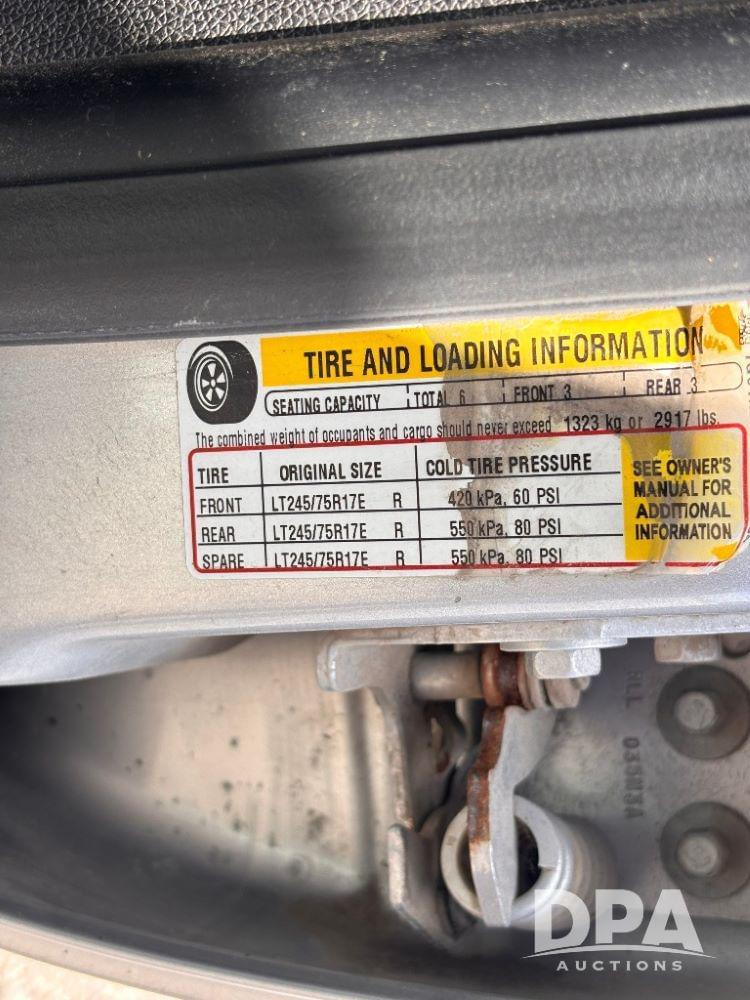 TIRE AND LOADING INFORMATION
SEATING CAPACITY TOTAL 6 FRONT 3 REAR 3
The combined weight of occupants and cargo should never exceed 1323 kg or 2917 lbs.
TIRE ORIGINAL SIZE COLD TIRE PRESSURE
FRONT LT245/75R17E R 420 kPa, 60 PSI
REAR LT245/75R17E R 550 kPa, 80 PSI
SPARE LT245/75R17E R 550 kPa, 80 PSI
SEE OWNER'S
MANUAL FOR
ADDITIONAL
INFORMATION
DPA
AUCTIONS